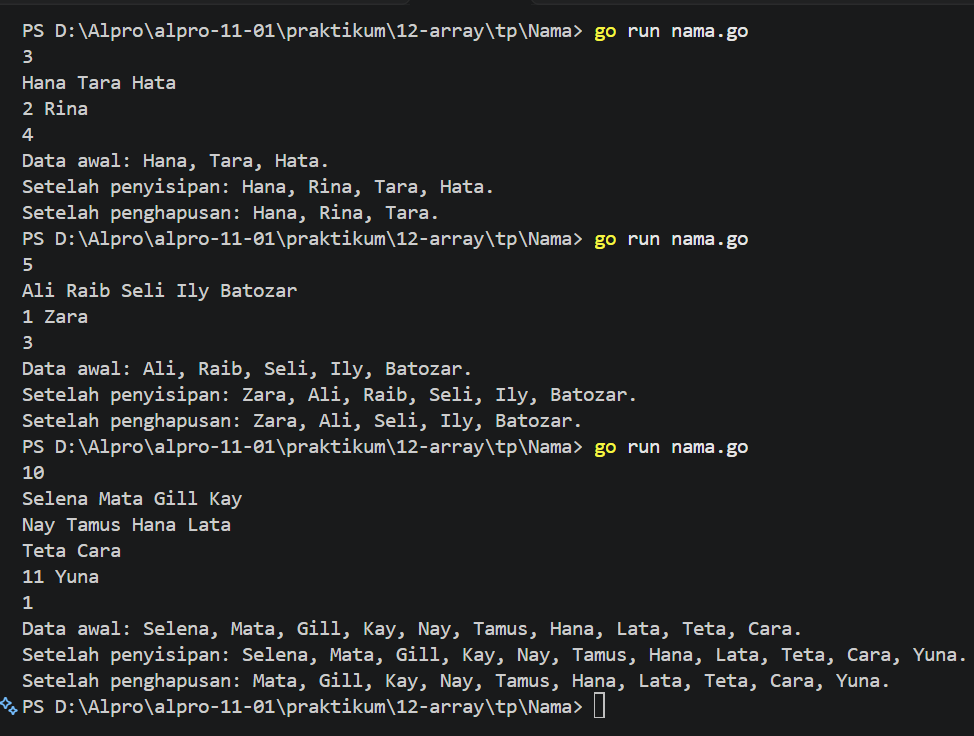 PS D:\Alpro\alpro-11-01\praktikum\12-array\tp\Nama> go run nama.go
3
Hana Tara Hata
2 Rina
4
Data awal: Hana, Tara, Hata.
Setelah penyisipan: Hana, Rina, Tara, Hata.
Setelah penghapusan: Hana, Rina, Tara.
PS D:\Alpro\alpro-11-01\praktikum\12-array\tp\Nama> go run nama.go
5
Ali Raib Seli Ily Batozar
1 Zara
3
Data awal: Ali, Raib, Seli, Ily, Batozar.
Setelah penyisipan: Zara, Ali, Raib, Seli, Ily, Batozar.
Setelah penghapusan: Zara, Ali, Seli, Ily, Batozar.
PS D:\Alpro\alpro-11-01\praktikum\12-array\tp\Nama> go run nama.go
10
Selena Mata Gill Kay
Nay Tamus Hana Lata
Teta Cara
11 Yuna
1
Data awal: Selena, Mata, Gill, Kay, Nay, Tamus, Hana, Lata, Teta, Cara.
Setelah penyisipan: Selena, Mata, Gill, Kay, Nay, Tamus, Hana, Lata, Teta, Cara, Yuna.
Setelah penghapusan: Mata, Gill, Kay, Nay, Tamus, Hana, Lata, Teta, Cara, Yuna.
PS D:\Alpro\alpro-11-01\praktikum\12-array\tp\Nama>